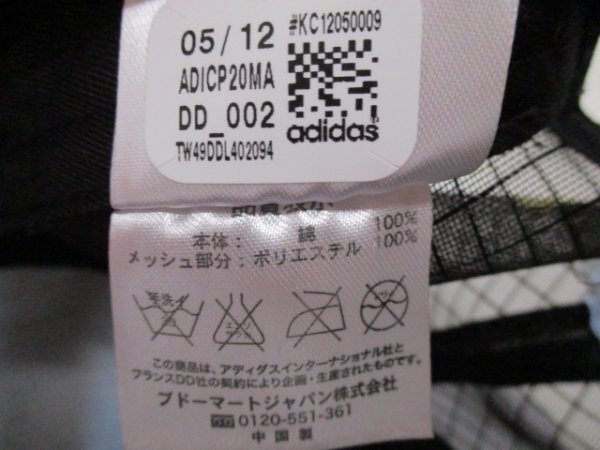 #KC12050009
05/12
ADICP20MA
DD_002
TW49DDL402094
adidas
本体： 綿 100%
メッシュ部分：ポリエステル 100%
手洗イ
この商品は、アディダスインターナショナル社と
フランスDD社の契約により企画・生産されたものです。
ブドーマートジャパン株式会社
0120-551-361
中国製